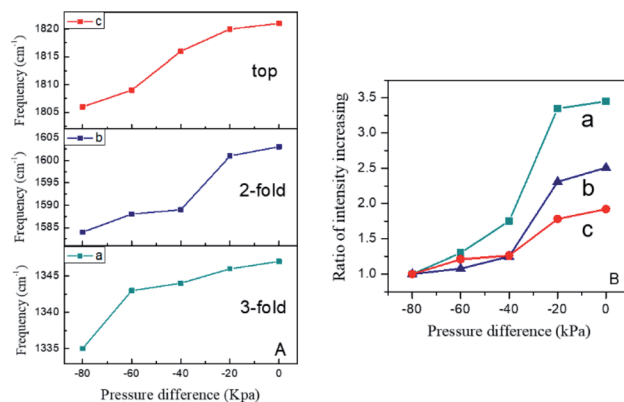 c
1820
1815
1810
1805
Frequency (cm⁻¹)
top
b
1605
1600
1595
1590
1585
Frequency (cm⁻¹)
2-fold
a
1345
1340
1335
Frequency (cm⁻¹)
3-fold
A
-80 -60 -40 -20 0
Pressure difference (Kpa)
3.5
3.0
2.5
2.0
1.5
1.0
Ratio of intensity increasing
a
b
c
B
-80 -60 -40 -20 0
Pressure difference (kPa)